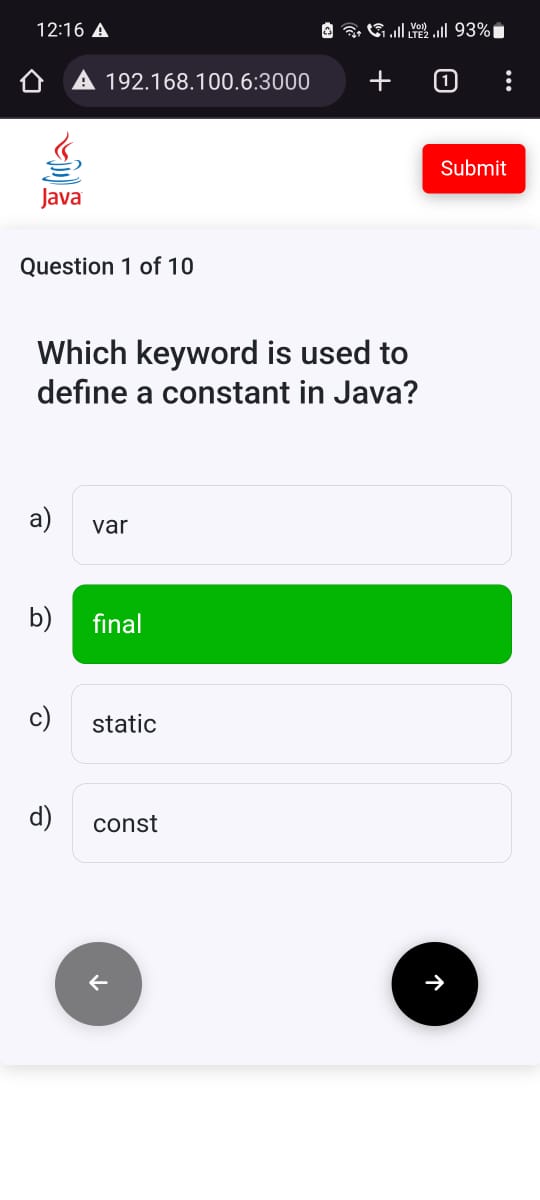 12:16
Vo))
LTE2
93%
192.168.100.6:3000
1
Java
Submit
Question 1 of 10
Which keyword is used to
define a constant in Java?
a)
var
b)
final
c)
static
d)
const